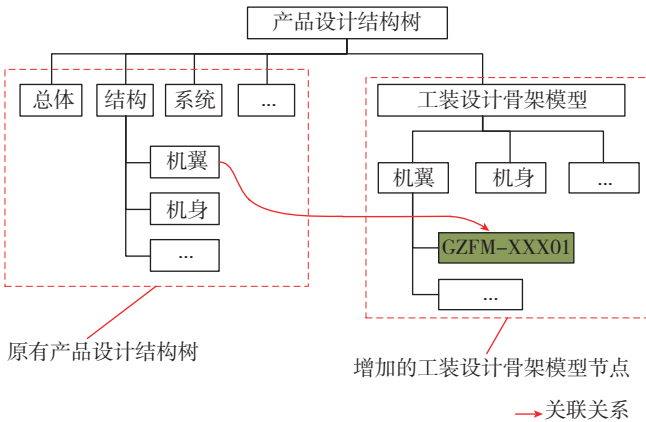 产品设计结构树
总体
结构
系统
...
工装设计骨架模型
机翼
机身
...
机翼
机身
...
GZFM-XXX01
...
原有产品设计结构树
增加的工装设计骨架模型节点
关联关系